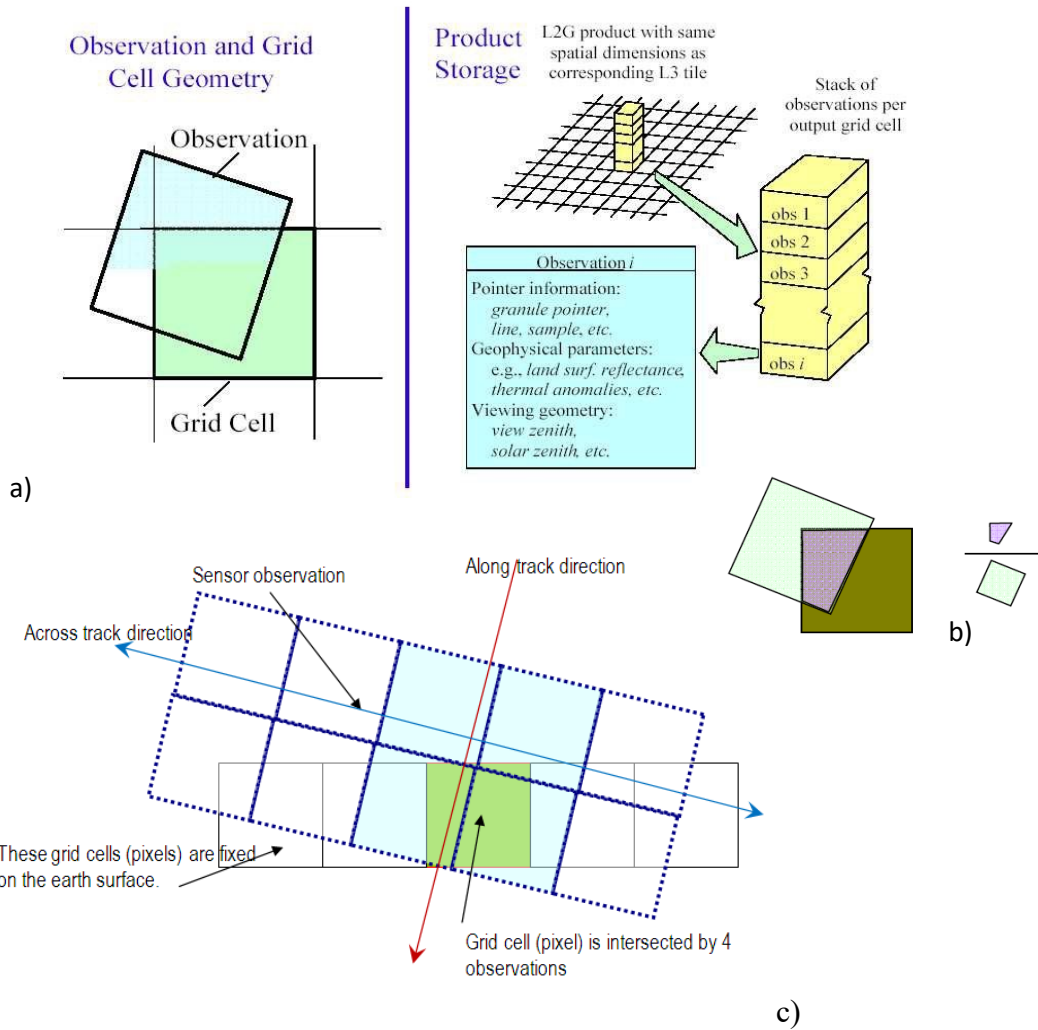 Observation and Grid
Cell Geometry
Observation
Grid Cell
a)
Product
Storage
L2G product with same
spatial dimensions as
corresponding L3 tile
Stack of
observations per
output grid cell
obs 1
obs 2
obs 3
obs i
Observation i
Pointer information:
granule pointer,
line, sample, etc.
Geophysical parameters:
e.g., land surf. reflectance,
thermal anomalies, etc.
Viewing geometry:
view zenith,
solar zenith, etc.
b)
Sensor observation
Along track direction
Across track direction
These grid cells (pixels) are fixed
on the earth surface.
Grid cell (pixel) is intersected by 4
observations
c)